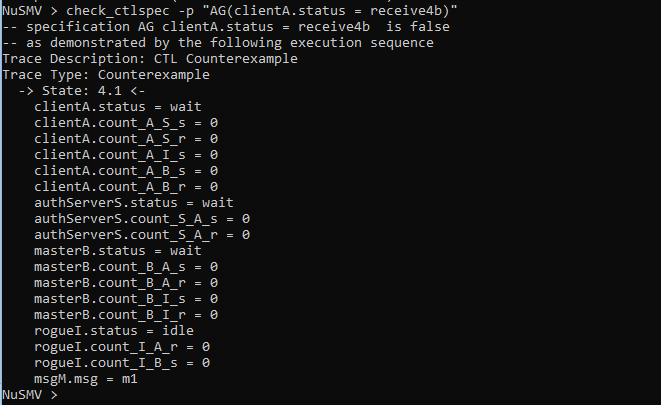 NuSMV > check_ctlspec -p "AG(clientA.status = receive4b)"
-- specification AG clientA.status = receive4b  is false
-- as demonstrated by the following execution sequence
Trace Description: CTL Counterexample
Trace Type: Counterexample
  -> State: 4.1 <-
    clientA.status = wait
    clientA.count_A_S_s = 0
    clientA.count_A_S_r = 0
    clientA.count_A_I_s = 0
    clientA.count_A_B_s = 0
    clientA.count_A_B_r = 0
    authServerS.status = wait
    authServerS.count_S_A_s = 0
    authServerS.count_S_A_r = 0
    masterB.status = wait
    masterB.count_B_A_s = 0
    masterB.count_B_A_r = 0
    masterB.count_B_I_s = 0
    masterB.count_B_I_r = 0
    rogueI.status = idle
    rogueI.count_I_A_r = 0
    rogueI.count_I_B_s = 0
    msgM.msg = m1
NuSMV >